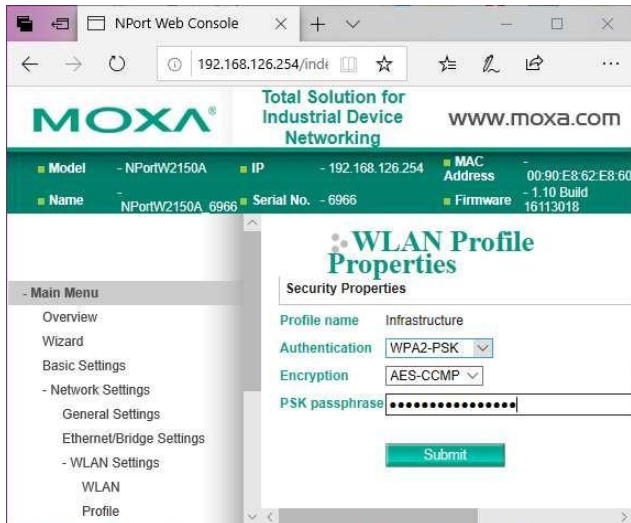 NPort Web Console
192.168.126.254/inde
MOXA®
Total Solution for
Industrial Device
Networking
www.moxa.com
Model - NPortW2150A IP - 192.168.126.254 MAC Address - 00:90:E8:62:E8:60
Name - NPortW2150A_6966 Serial No. - 6966 Firmware - 1.10 Build 16113018
WLAN Profile
Properties
- Main Menu
Overview
Wizard
Basic Settings
- Network Settings
General Settings
Ethernet/Bridge Settings
- WLAN Settings
WLAN
Profile
Security Properties
Profile name Infrastructure
Authentication WPA2-PSK
Encryption AES-CCMP
PSK passphrase ••••••••••••••••
Submit